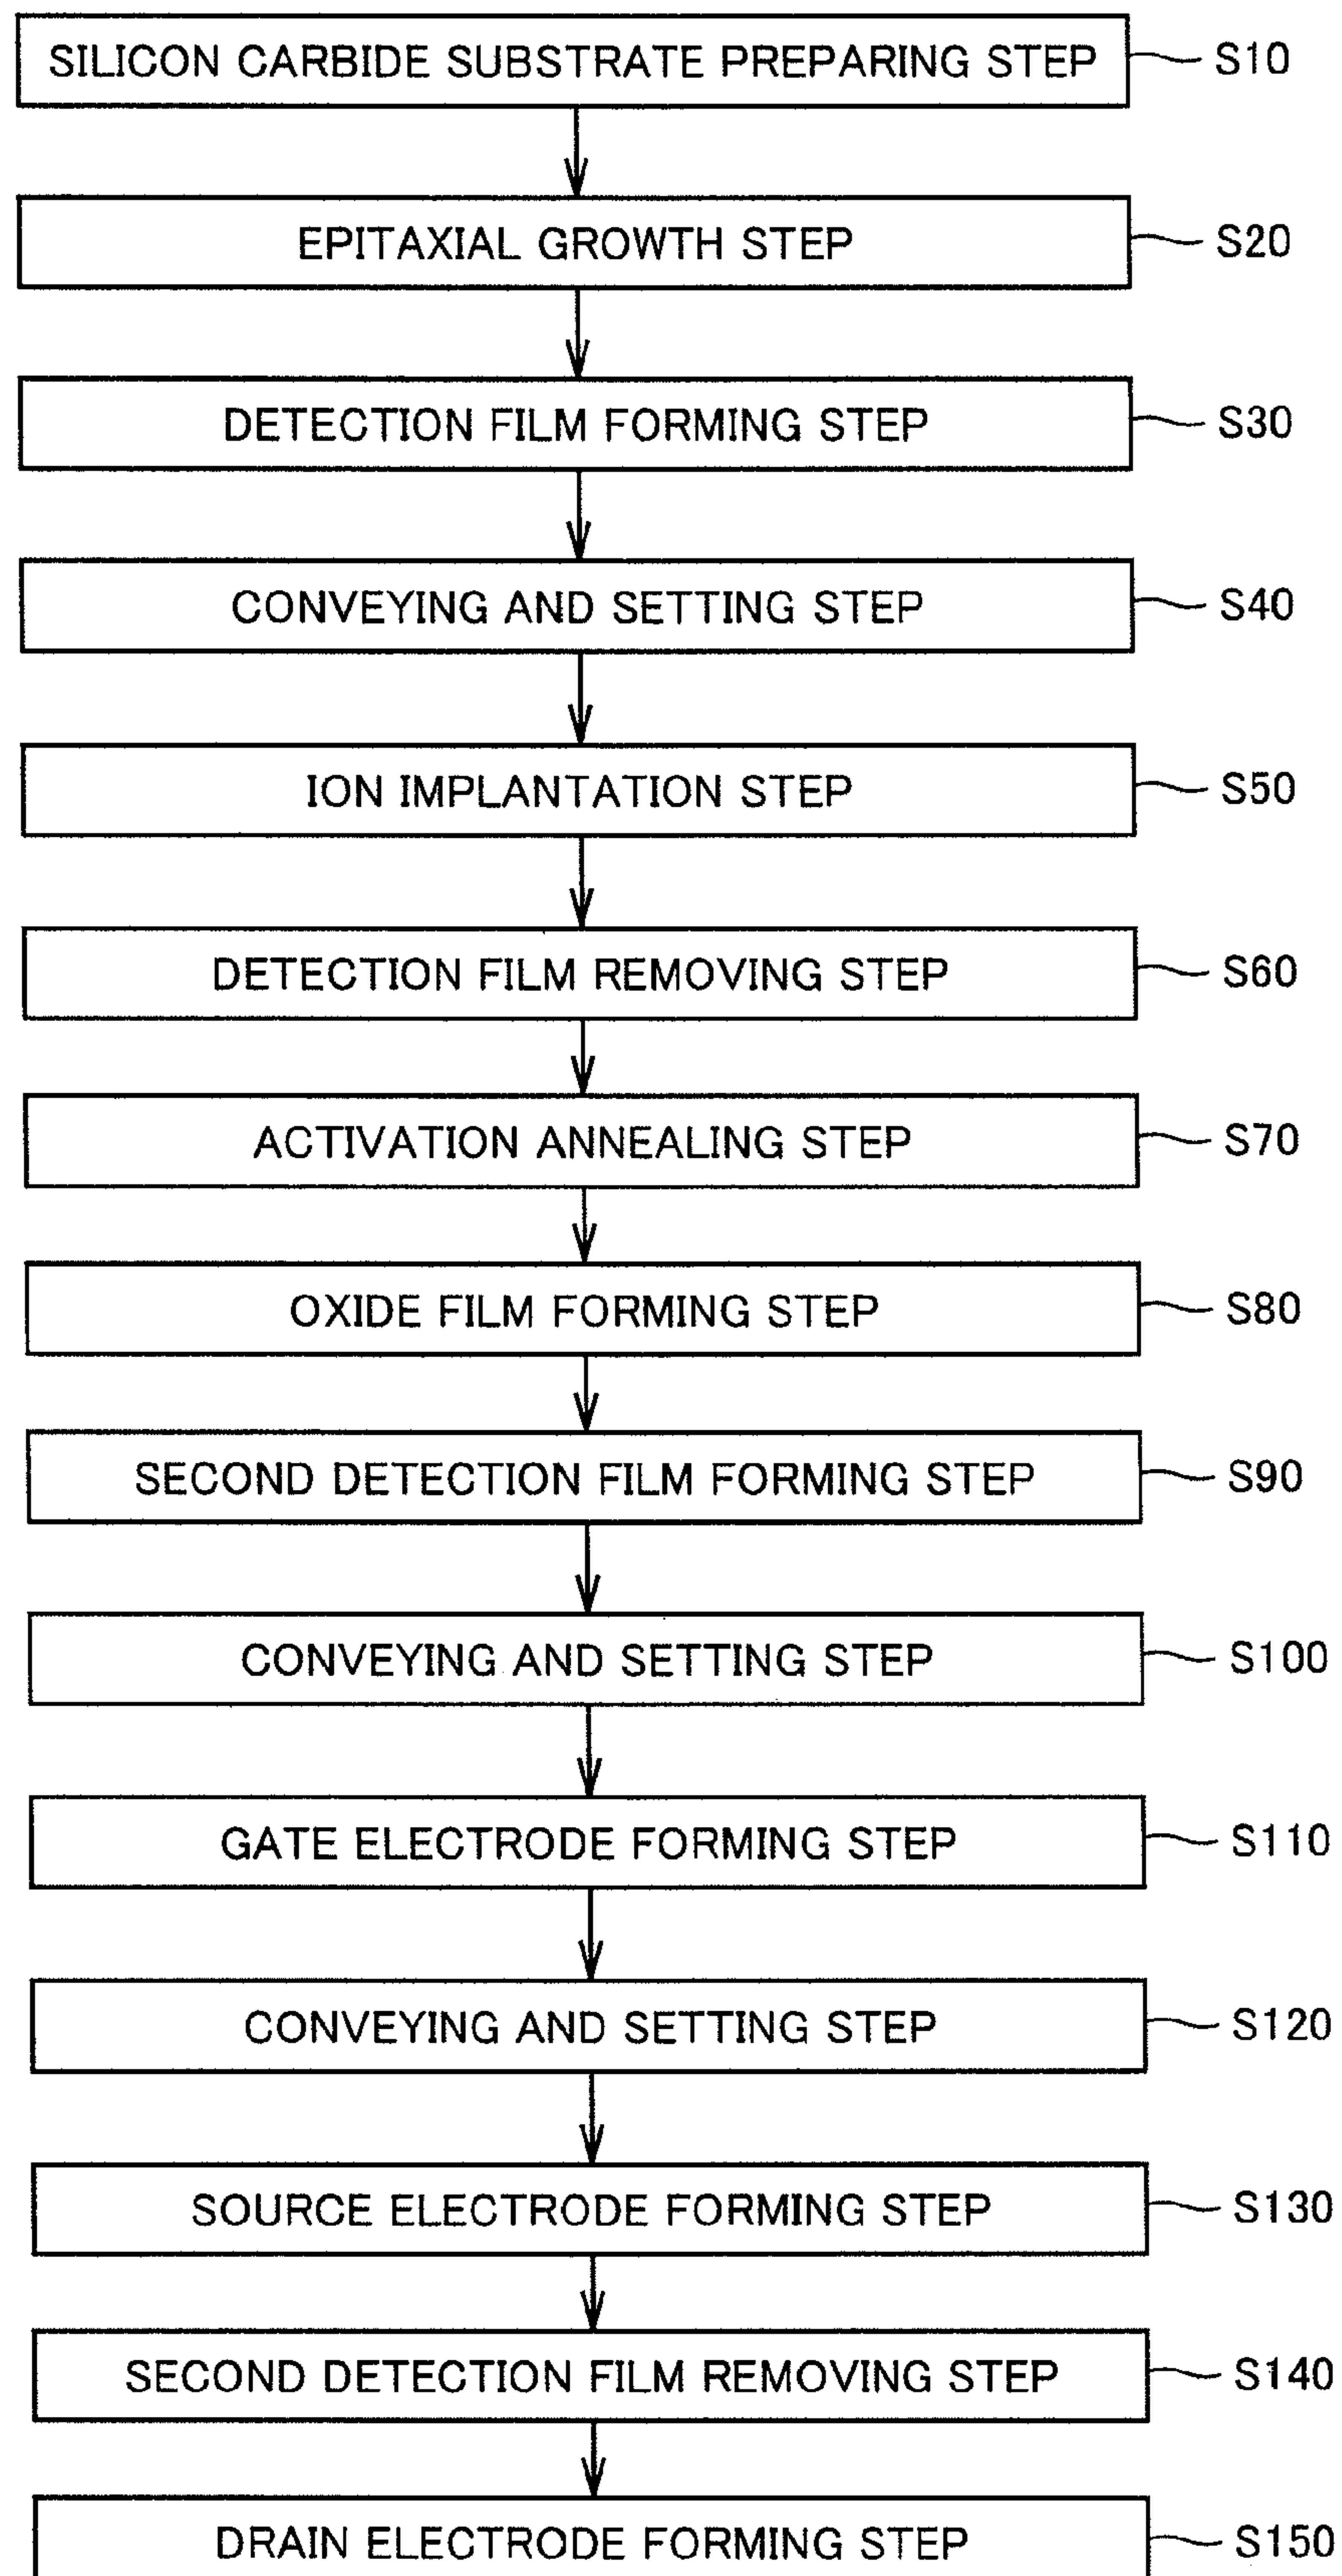 SILICON CARBIDE SUBSTRATE PREPARING STEP S10
EPITAXIAL GROWTH STEP S20
DETECTION FILM FORMING STEP S30
CONVEYING AND SETTING STEP S40
ION IMPLANTATION STEP S50
DETECTION FILM REMOVING STEP S60
ACTIVATION ANNEALING STEP S70
OXIDE FILM FORMING STEP S80
SECOND DETECTION FILM FORMING STEP S90
CONVEYING AND SETTING STEP S100
GATE ELECTRODE FORMING STEP S110
CONVEYING AND SETTING STEP S120
SOURCE ELECTRODE FORMING STEP S130
SECOND DETECTION FILM REMOVING STEP S140
DRAIN ELECTRODE FORMING STEP S150